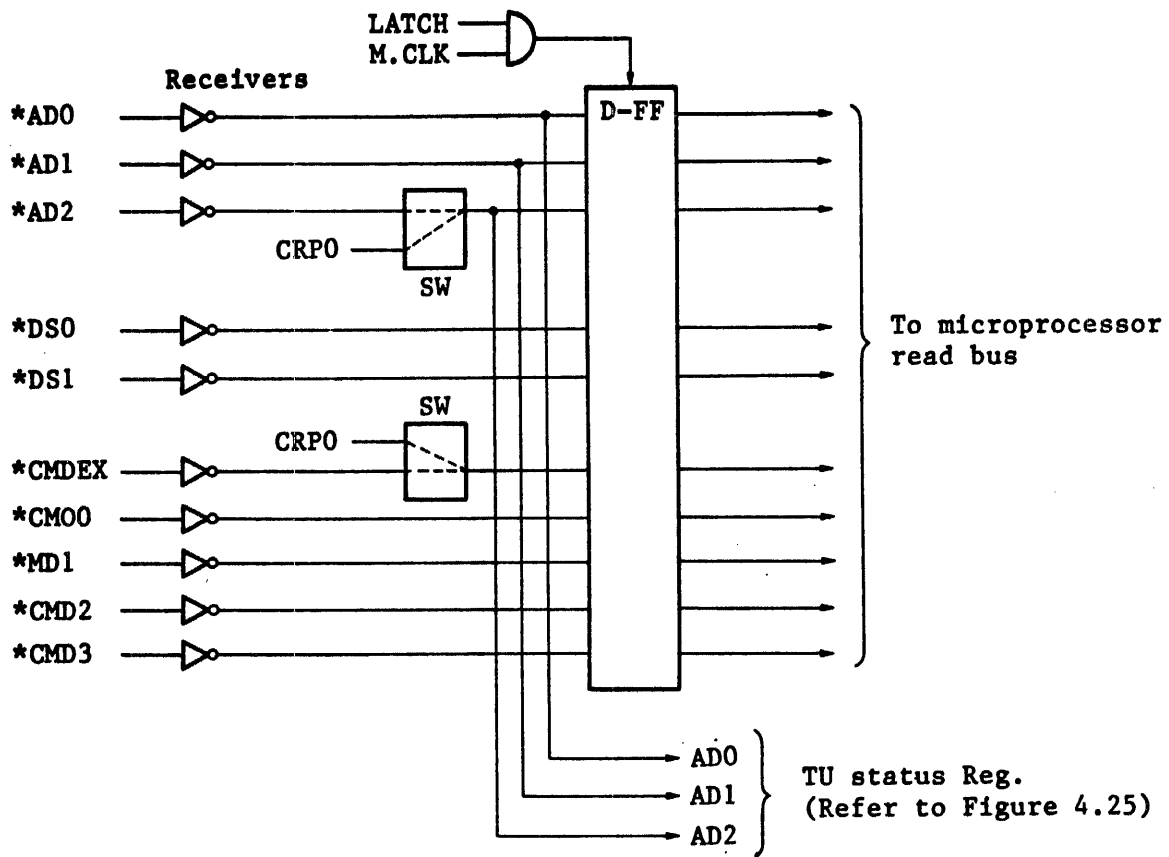 LATCH
M.CLK
Receivers
*AD0
D-FF
*AD1
*AD2
CRP0
SW
*DS0
To microprocessor
read bus
*DS1
SW
CRP0
*CMDEX
*CMO0
*MD1
*CMD2
*CMD3
AD0
TU status Reg.
AD1
(Refer to Figure 4.25)
AD2